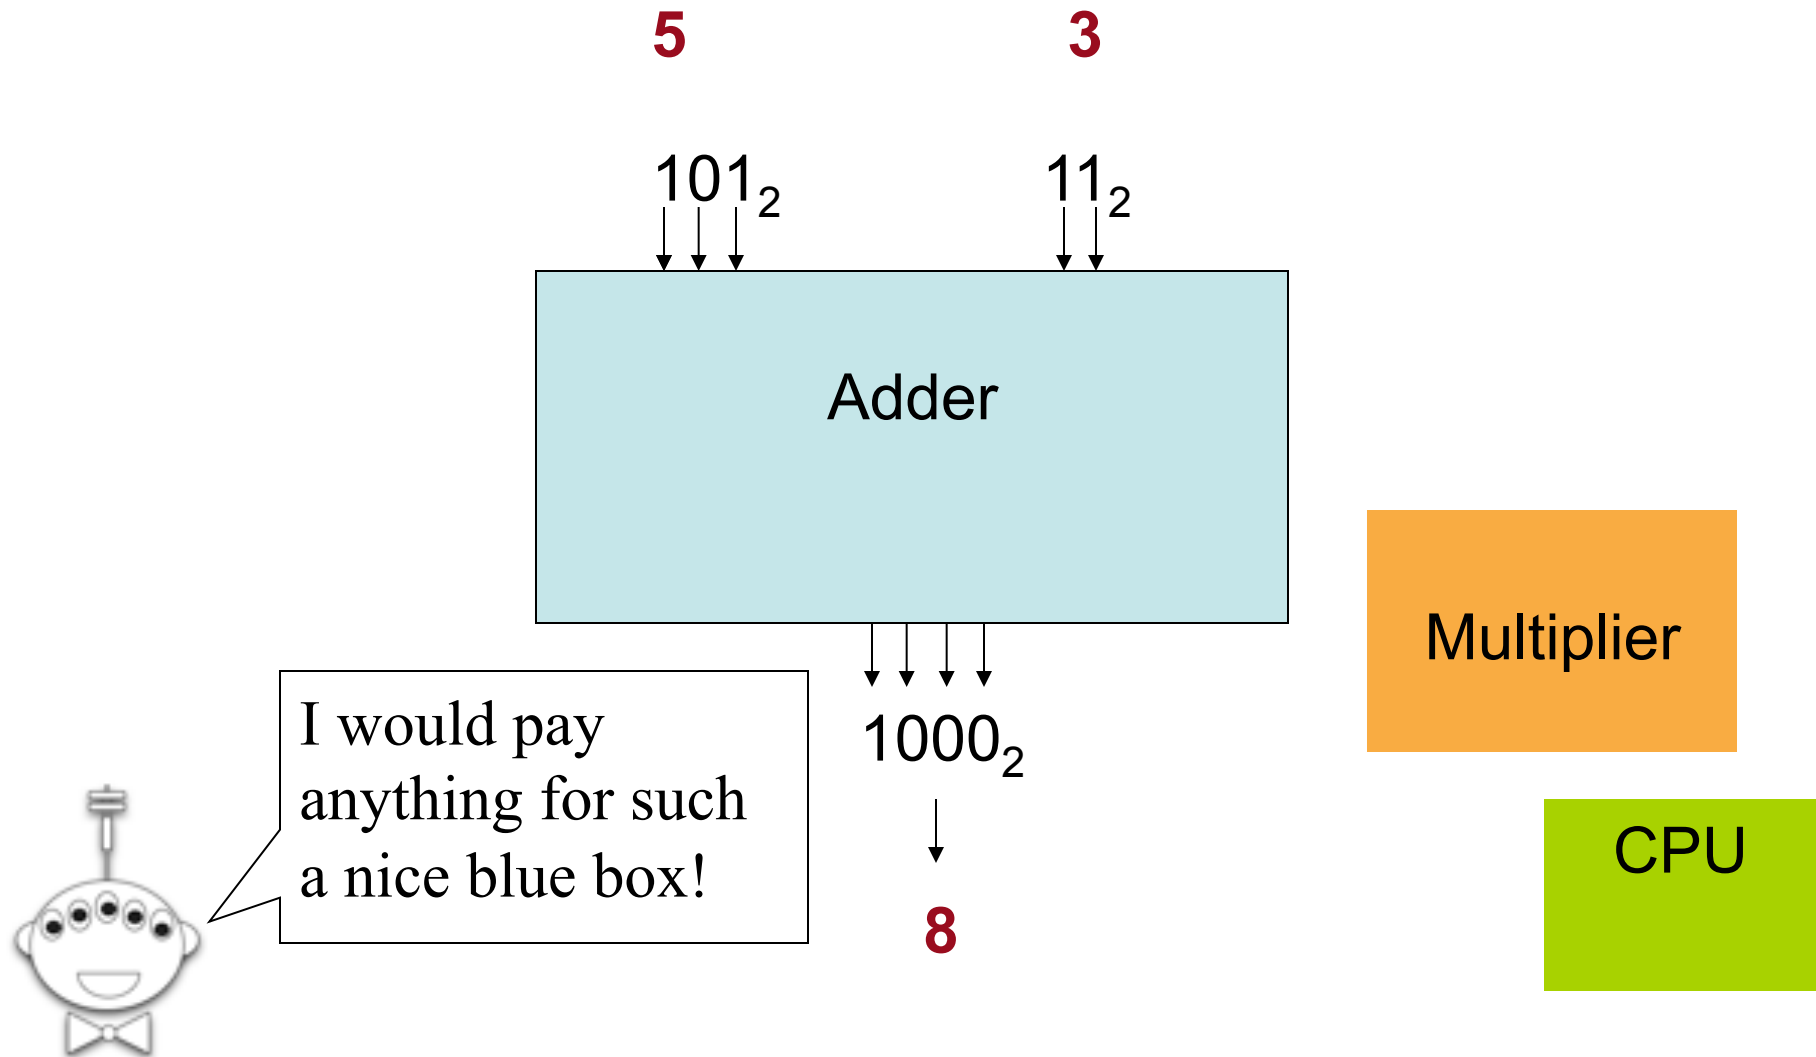 5 3
101₂ 11₂
Adder
Multiplier
I would pay
anything for such
a nice blue box!
1000₂
CPU
8